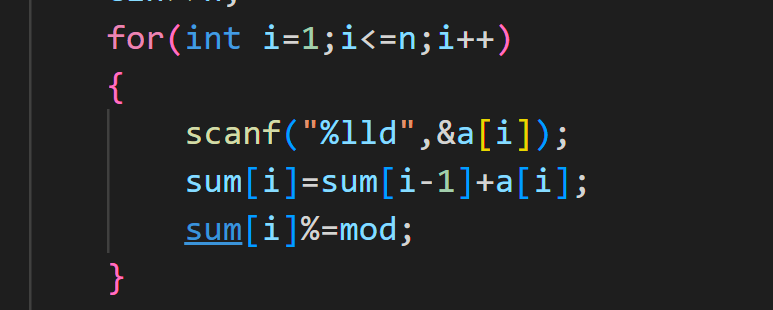 for(int i=1;i<=n;i++)
{
scanf("%lld",&a[i]);
sum[i]=sum[i-1]+a[i];
sum[i]%=mod;
}